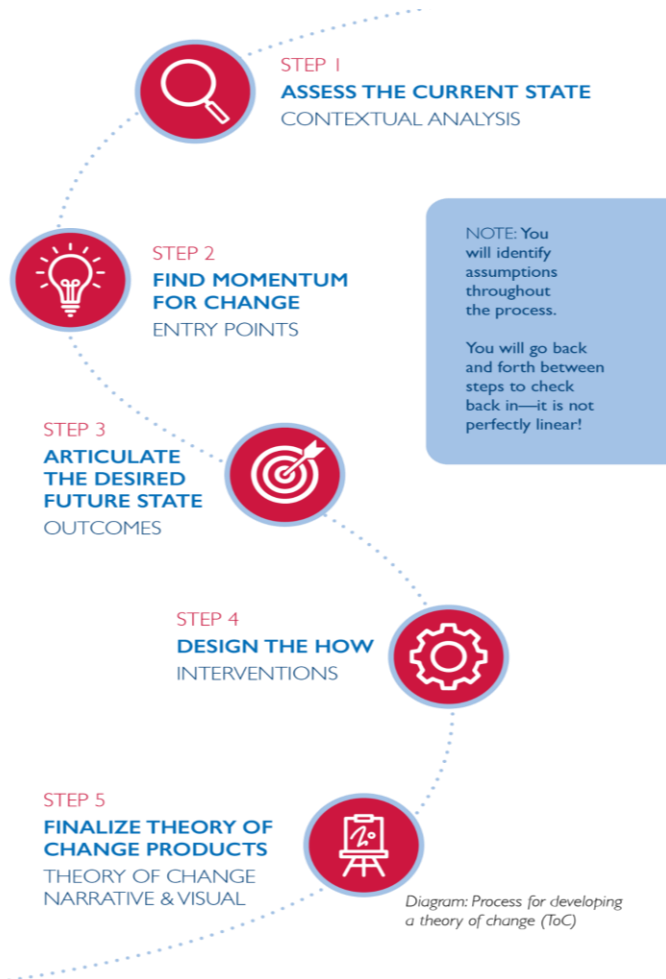 STEP 1
ASSESS THE CURRENT STATE
CONTEXTUAL ANALYSIS
STEP 2
FIND MOMENTUM
FOR CHANGE
ENTRY POINTS
NOTE: You
will identify
assumptions
throughout
the process.
You will go back
and forth between
steps to check
back in—it is not
perfectly linear!
STEP 3
ARTICULATE
THE DESIRED
FUTURE STATE
OUTCOMES
STEP 4
DESIGN THE HOW
INTERVENTIONS
STEP 5
FINALIZE THEORY OF
CHANGE PRODUCTS
THEORY OF CHANGE
NARRATIVE & VISUAL
Diagram: Process for developing
a theory of change (ToC)